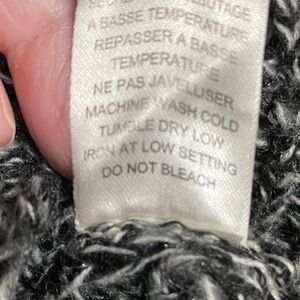 A BASSE TEMPERATURE
REPASSER A BASSE
TEMPERATURE
NE PAS JAVELLISER
MACHINE WASH COLD
TUMBLE DRY LOW
IRON AT LOW SETTING
DO NOT BLEACH